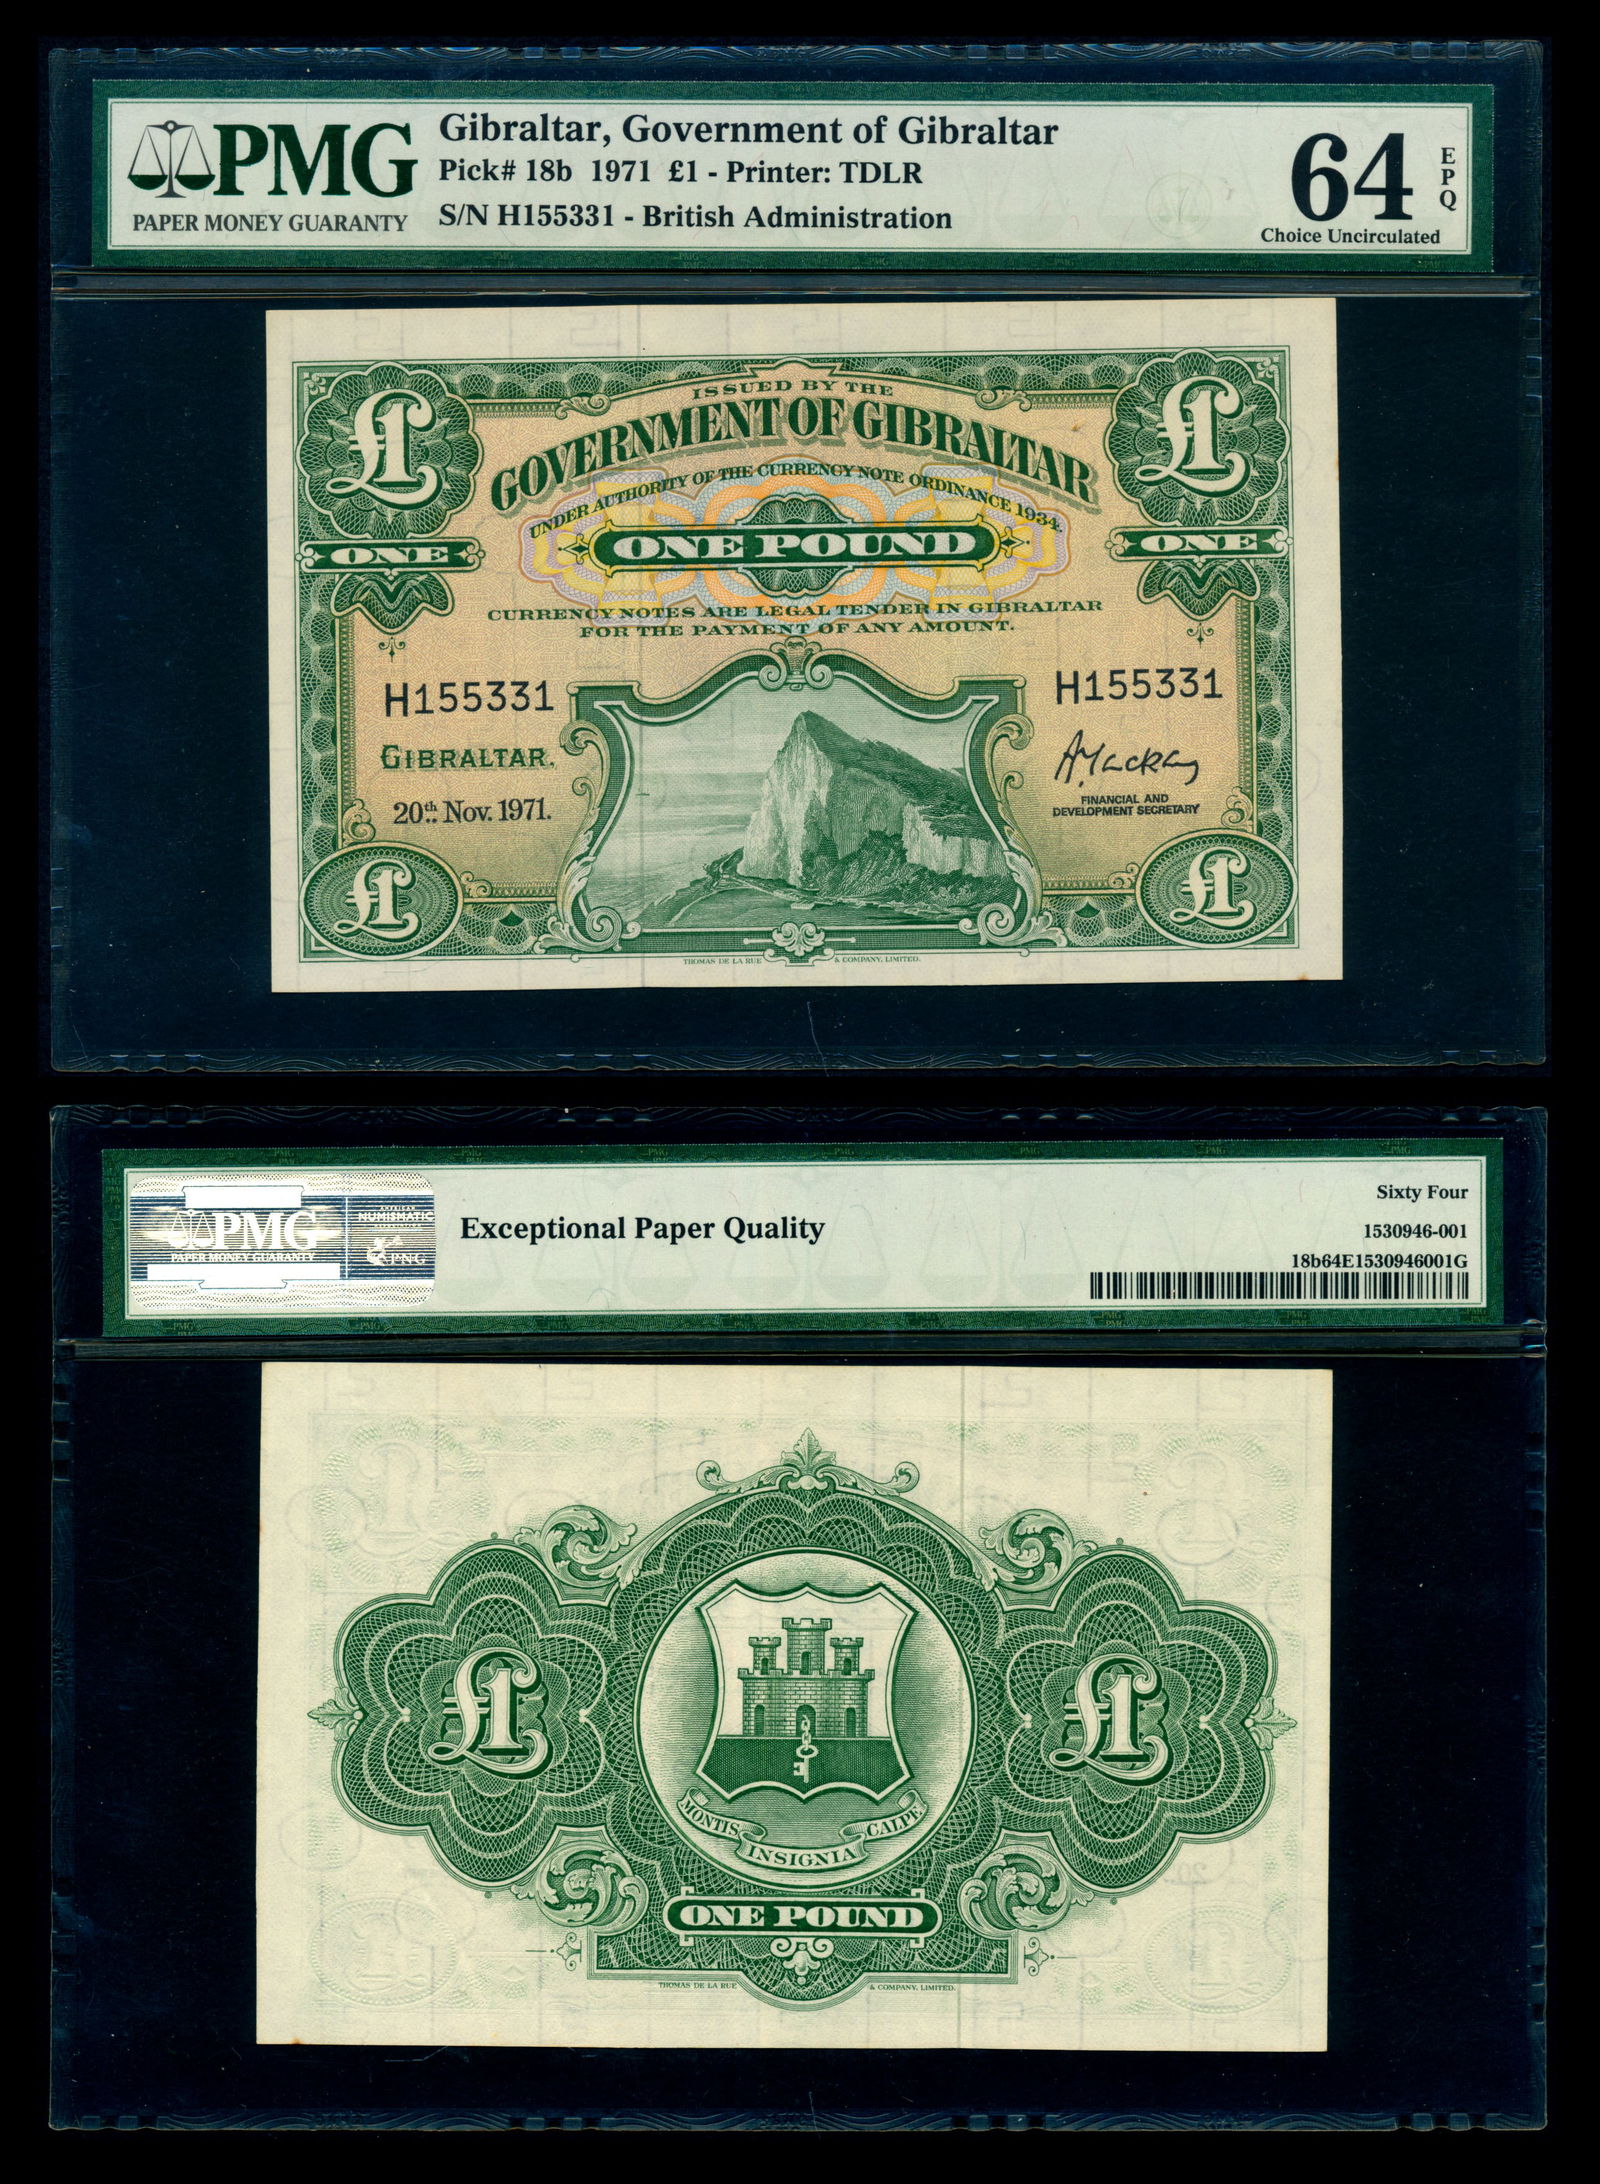 PMG
PAPER MONEY GUARANTY
Gibraltar, Government of Gibraltar
Pick# 18b 1971 £1 - Printer: TDLR
S/N H155331 - British Administration
64
EPQ
Choice Uncirculated
£1
£1
ISSUED BY THE
GOVERNMENT OF GIBRALTAR
UNDER AUTHORITY OF THE CURRENCY NOTE ORDINANCE 1934.
ONE
ONE POUND
ONE
CURRENCY NOTES ARE LEGAL TENDER IN GIBRALTAR
FOR THE PAYMENT OF ANY AMOUNT.
H155331
H155331
GIBRALTAR.
20th Nov. 1971.
FINANCIAL AND
DEVELOPMENT SECRETARY
£1
£1
THOMAS DE LA RUE & COMPANY, LIMITED.
PMG
PAPER MONEY GUARANTY
NUMISMATIC
PNG
Exceptional Paper Quality
Sixty Four
1530946-001
18b64E1530946001G
£1
£1
MONTIS
INSIGNIA
CALPE
ONE POUND
THOMAS DE LA RUE & COMPANY, LIMITED.